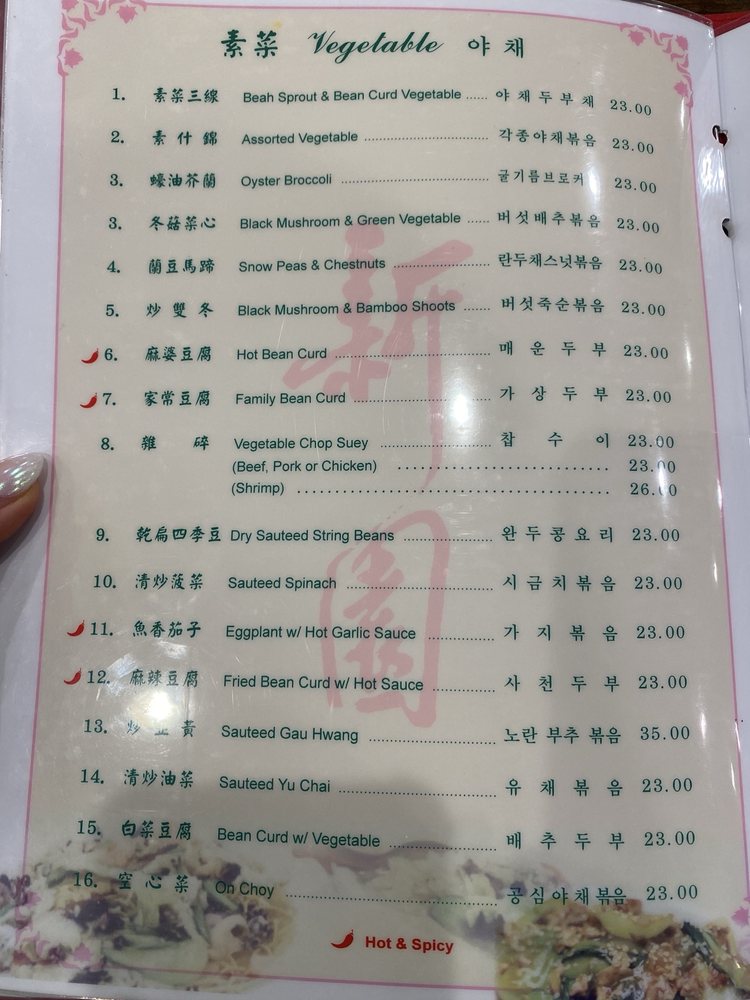 素菜 Vegetable 야채
1. 素菜三線 Beah Sprout & Bean Curd Vegetable ...... 야채두부채 23.00
2. 素什錦 Assorted Vegetable ...... 각종야채볶음 23.00
3. 蠔油芥蘭 Oyster Broccoli ...... 굴기름브로커 23.00
3. 冬菇菜心 Black Mushroom & Green Vegetable ...... 버섯배추볶음 23.00
4. 蘭豆馬蹄 Snow Peas & Chestnuts ...... 란두채스넛볶음 23.00
5. 炒雙冬 Black Mushroom & Bamboo Shoots ...... 버섯죽순볶음 23.00
6. 麻婆豆腐 Hot Bean Curd ...... 매운두부 23.00
7. 家常豆腐 Family Bean Curd ...... 가상두부 23.00
8. 雜碎 Vegetable Chop Suey ...... 찹수이 23.00
(Beef, Pork or Chicken) ...... 23.00
(Shrimp) ...... 26.00
新園
9. 乾扁四季豆 Dry Sauteed String Beans ...... 완두콩요리 23.00
10. 清炒菠菜 Sauteed Spinach ...... 시금치볶음 23.00
11. 魚香茄子 Eggplant w/ Hot Garlic Sauce ...... 가지볶음 23.00
12. 麻辣豆腐 Fried Bean Curd w/ Hot Sauce ...... 사천두부 23.00
13. 炒韭黃 Sauteed Gau Hwang ...... 노란 부추 볶음 35.00
14. 清炒油菜 Sauteed Yu Chai ...... 유채볶음 23.00
15. 白菜豆腐 Bean Curd w/ Vegetable ...... 배추두부 23.00
16. 空心菜 On Choy ...... 공심야채볶음 23.00
Hot & Spicy